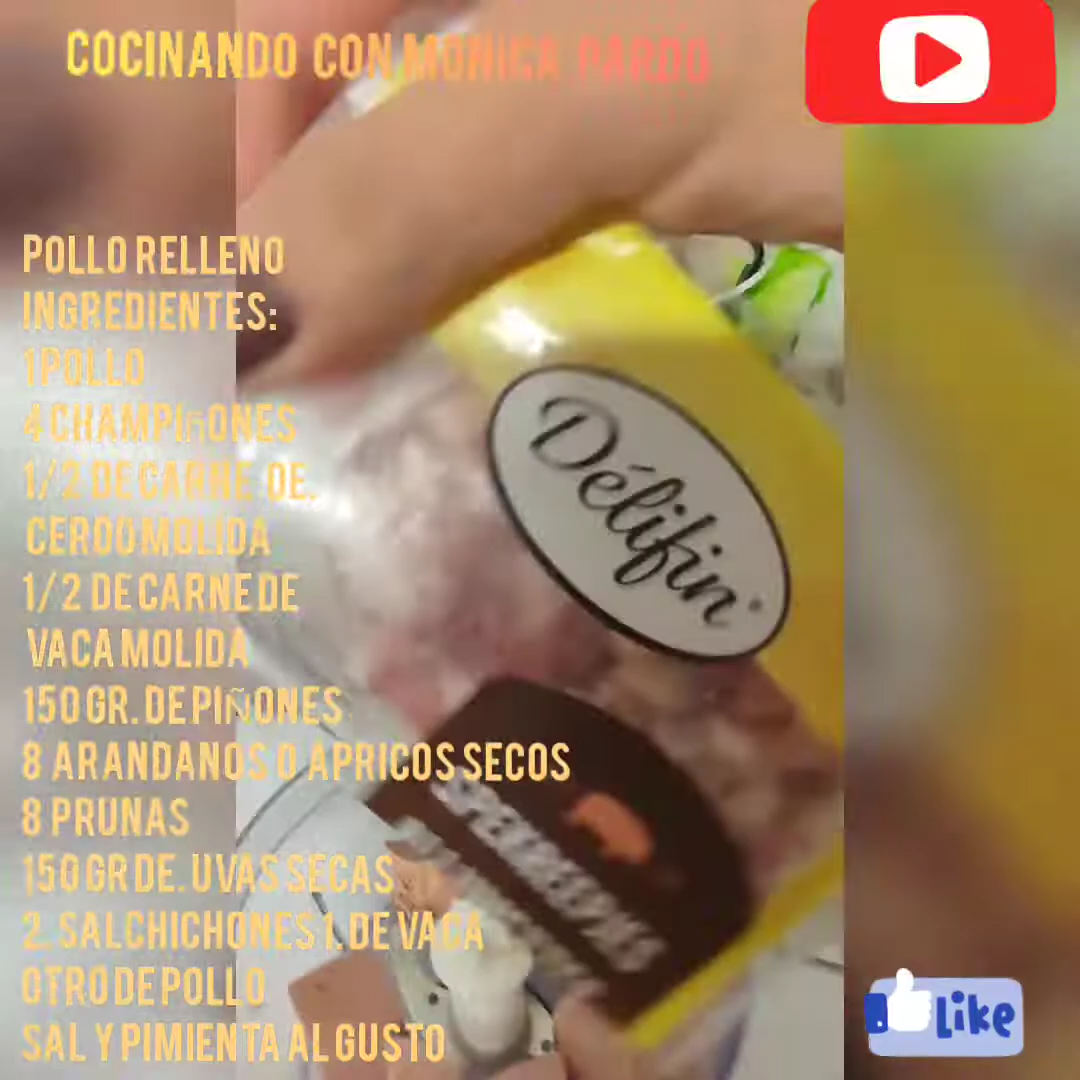 COCINANDO CON MONICA PARDO
POLLO RELLENO
INGREDIENTES:
1 POLLO
4 CHAMPIñONES
1/2 DE CARNE DE.
CERDO MOLIDA
1/2 DE CARNE DE
VACA MOLIDA
150 GR. DE PIÑONES
8 ARANDANOS O APRICOS SECOS
8 PRUNAS
150 GR DE. UVAS SECAS
2. SALCHICHONES 1. DE VACA
OTRO DE POLLO
SAL Y PIMIENTA AL GUSTO
Délifin
SPEKREEPJES
Like